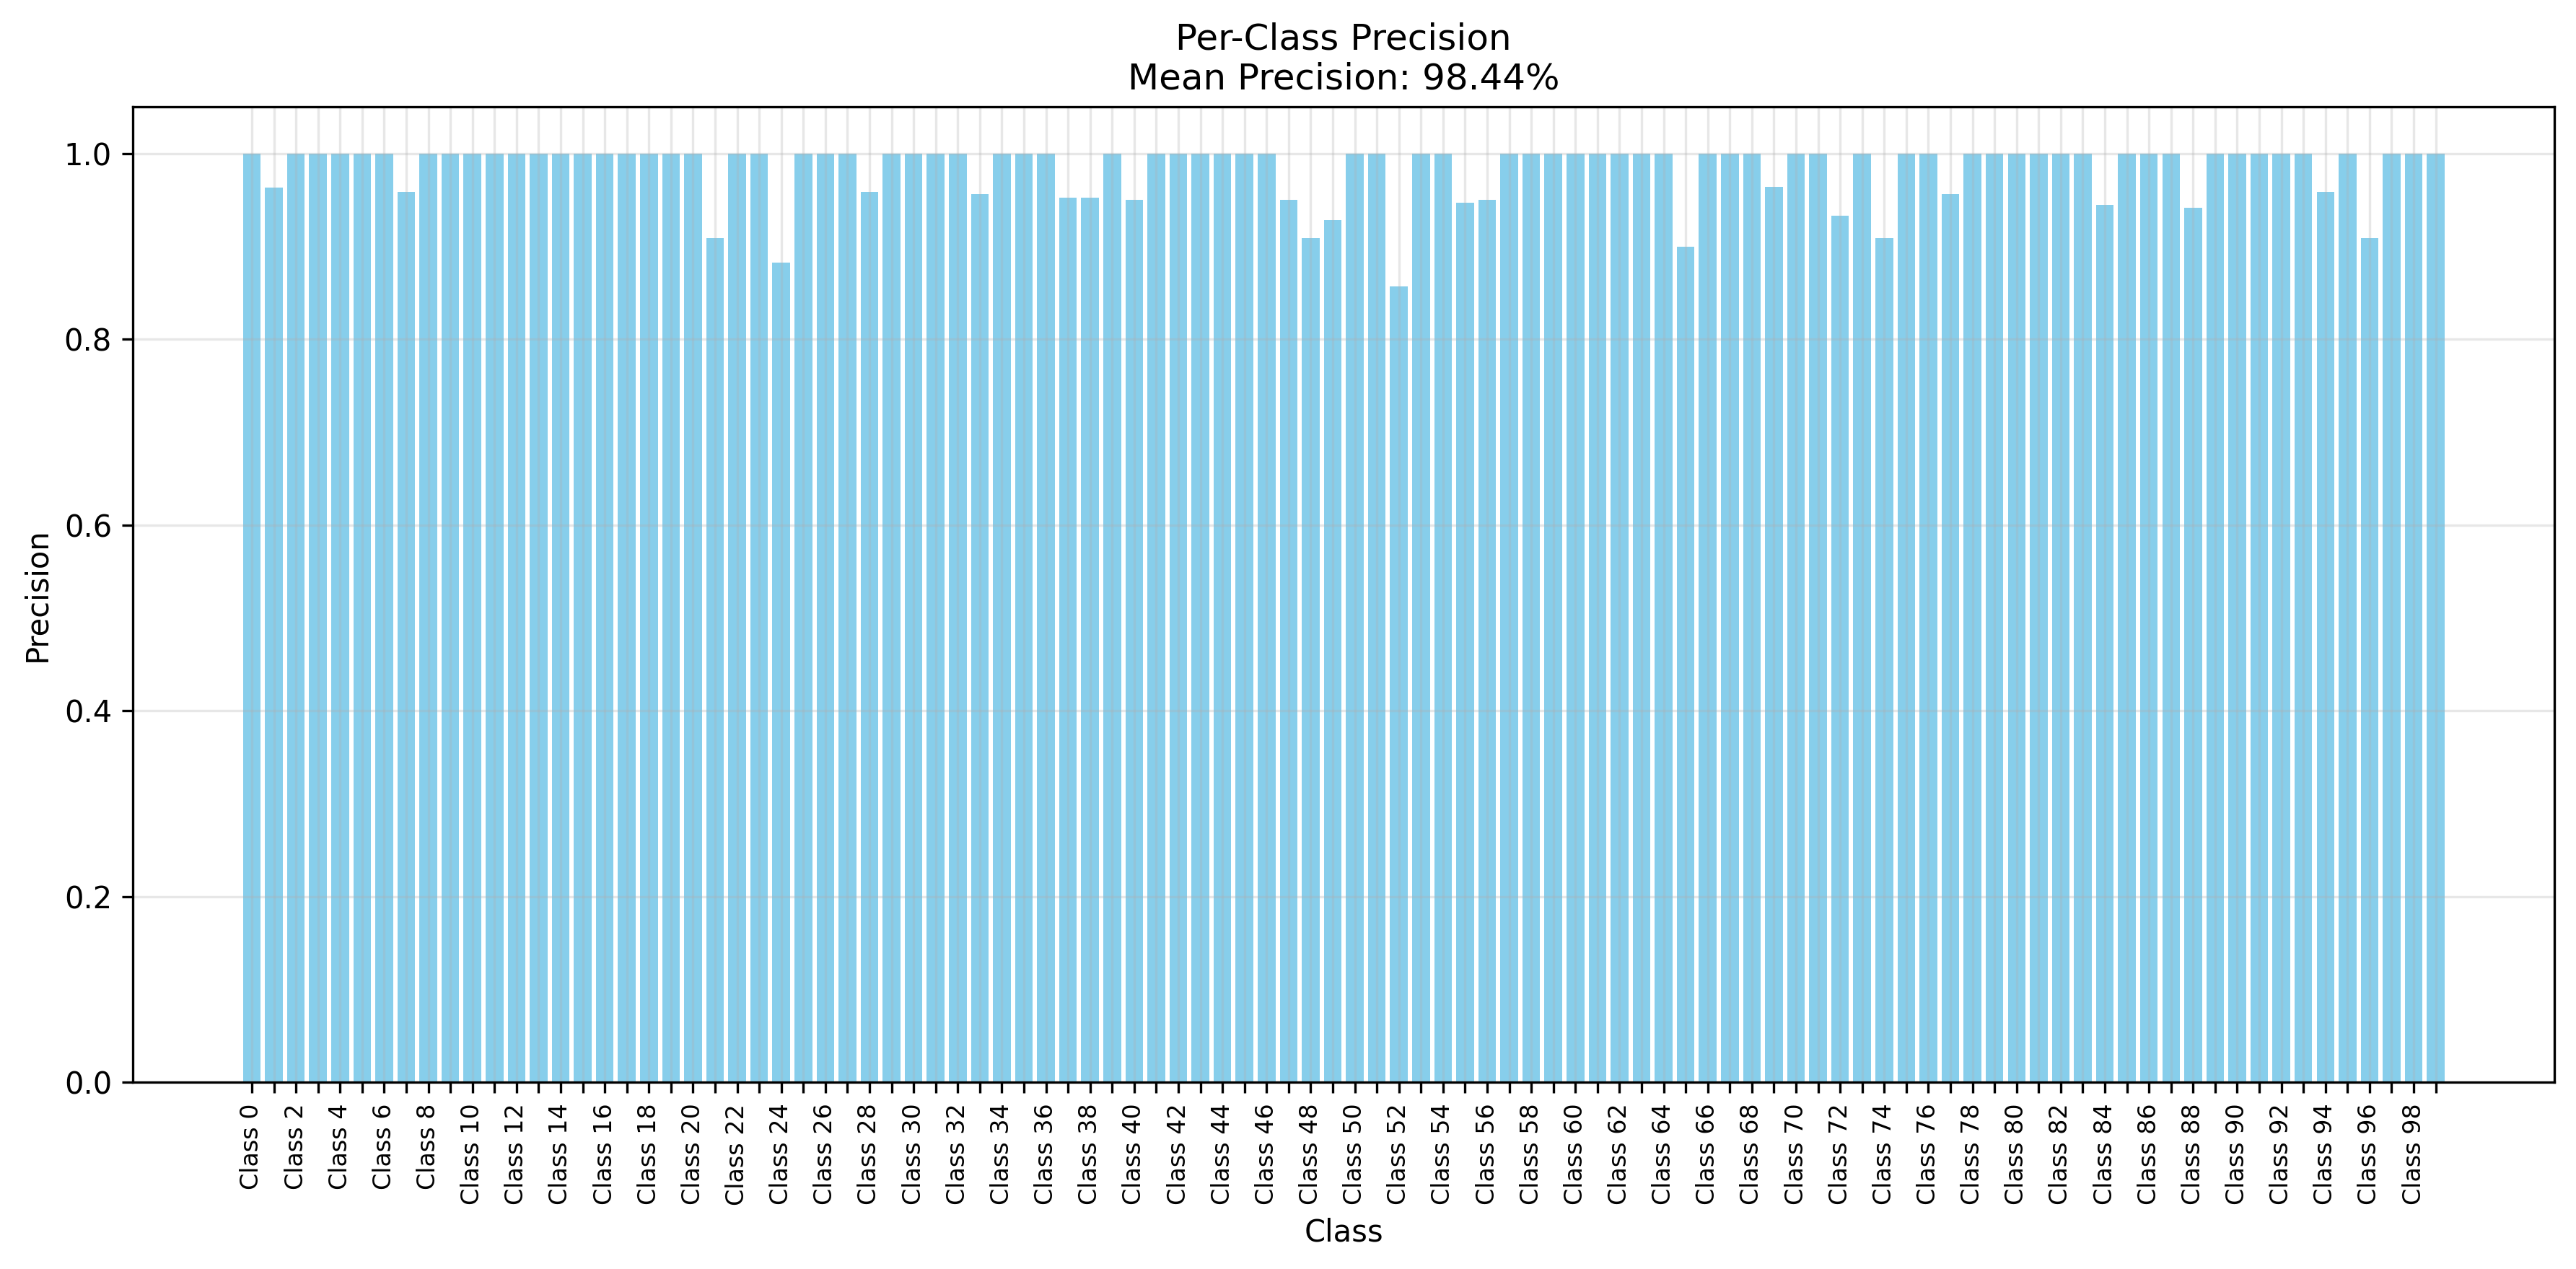 Per-Class Precision
Mean Precision: 98.44%
1.0
0.8
0.6
0.4
0.2
0.0
Precision
Class 0
Class 2
Class 4
Class 6
Class 8
Class 10
Class 12
Class 14
Class 16
Class 18
Class 20
Class 22
Class 24
Class 26
Class 28
Class 30
Class 32
Class 34
Class 36
Class 38
Class 40
Class 42
Class 44
Class 46
Class 48
Class 50
Class 52
Class 54
Class 56
Class 58
Class 60
Class 62
Class 64
Class 66
Class 68
Class 70
Class 72
Class 74
Class 76
Class 78
Class 80
Class 82
Class 84
Class 86
Class 88
Class 90
Class 92
Class 94
Class 96
Class 98
Class